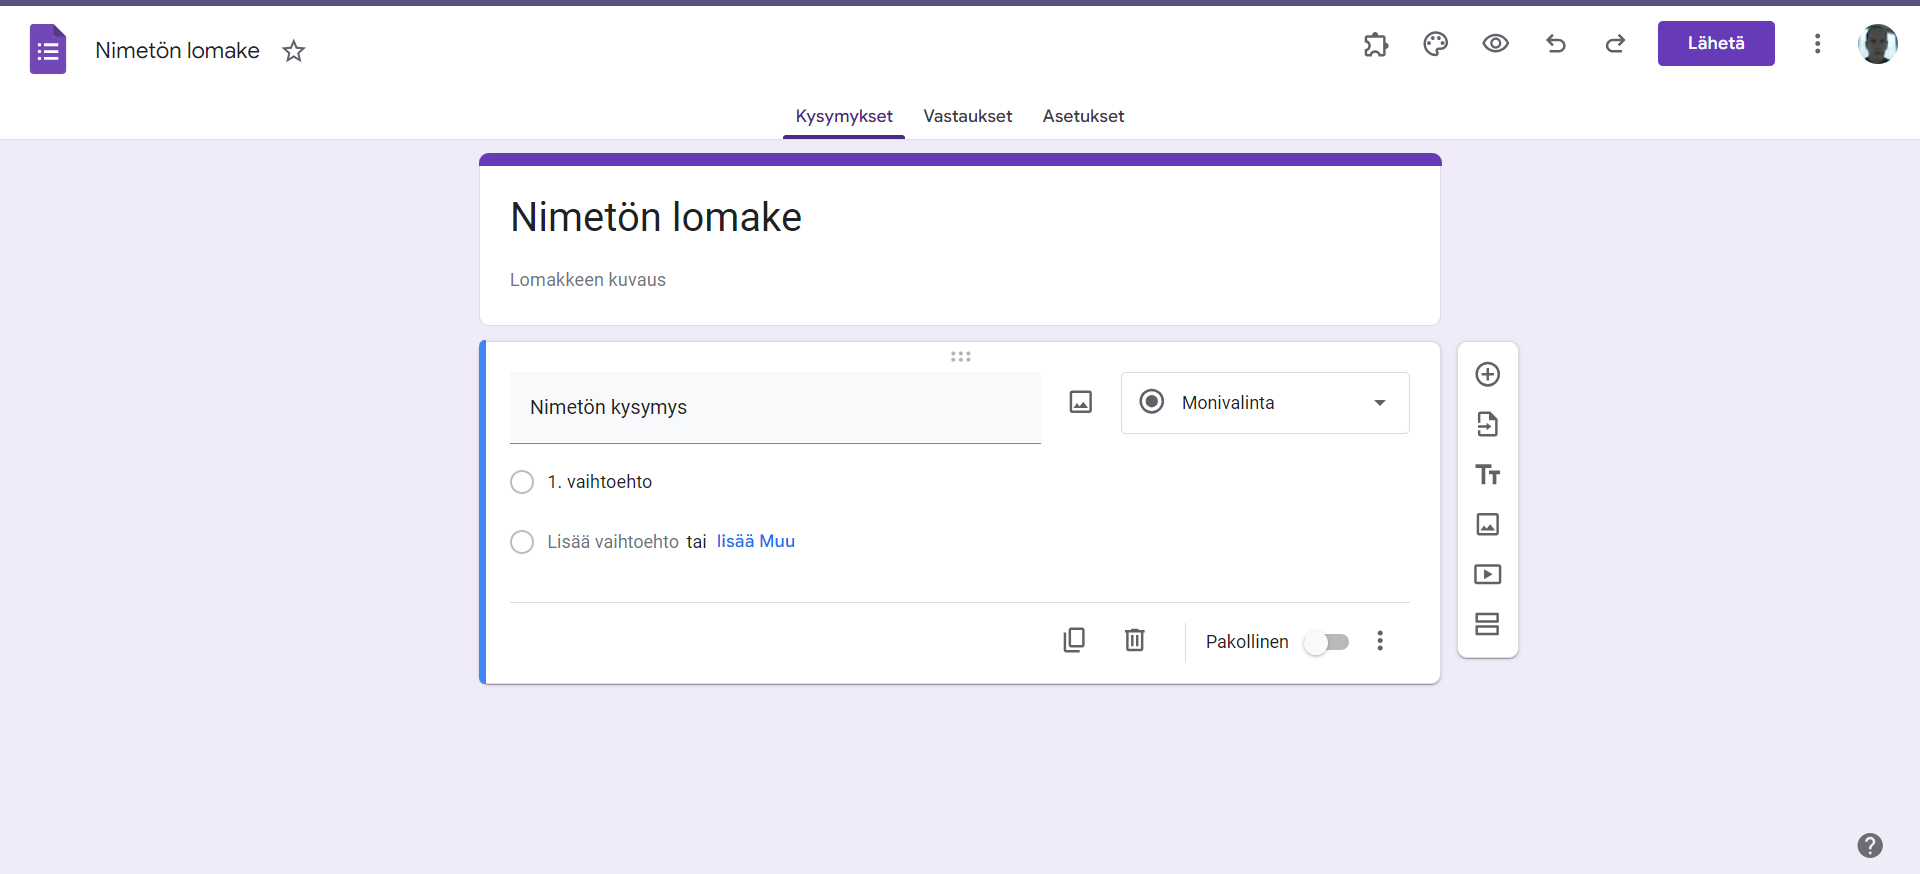 Nimetön lomake
Lähetä
Kysymykset Vastaukset Asetukset
Nimetön lomake
Lomakkeen kuvaus
Nimetön kysymys
Monivalinta
1. vaihtoehto
Lisää vaihtoehto tai lisää Muu
Pakollinen